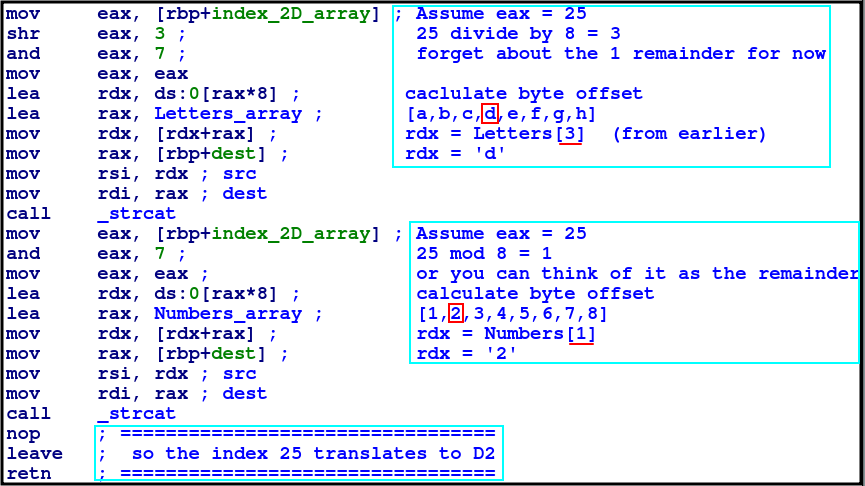 mov     eax, [rbp+index_2D_array] ; Assume eax = 25
shr     eax, 3 ;                    25 divide by 8 = 3
and     eax, 7 ;                    forget about the 1 remainder for now
mov     eax, eax
lea     rdx, ds:0[rax*8] ;         caclulate byte offset
lea     rax, Letters_array ;       [a,b,c,d,e,f,g,h]
mov     rdx, [rdx+rax] ;           rdx = Letters[3]  (from earlier)
mov     rax, [rbp+dest] ;          rdx = 'd'
mov     rsi, rdx ; src
mov     rdi, rax ; dest
call    _strcat
mov     eax, [rbp+index_2D_array] ; Assume eax = 25
and     eax, 7 ;                    25 mod 8 = 1
mov     eax, eax ;                  or you can think of it as the remainder
lea     rdx, ds:0[rax*8] ;          calculate byte offset
lea     rax, Numbers_array ;        [1,2,3,4,5,6,7,8]
mov     rdx, [rdx+rax] ;            rdx = Numbers[1]
mov     rax, [rbp+dest] ;           rdx = '2'
mov     rsi, rdx ; src
mov     rdi, rax ; dest
call    _strcat
nop     ; =================================
leave   ;  so the index 25 translates to D2
retn    ; =================================